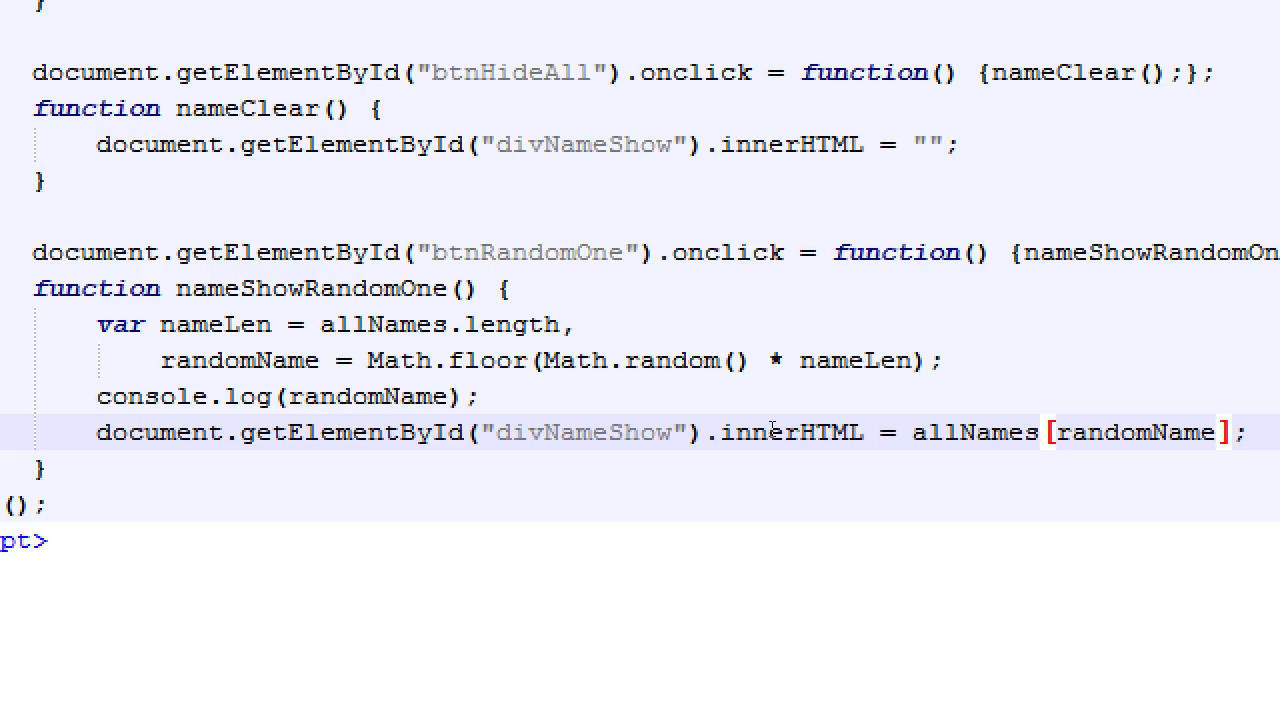 }
document.getElementById("btnHideAll").onclick = function() {nameClear();};
function nameClear() {
document.getElementById("divNameShow").innerHTML = "";
}
document.getElementById("btnRandomOne").onclick = function() {nameShowRandomOn
function nameShowRandomOne() {
var nameLen = allNames.length,
randomName = Math.floor(Math.random() * nameLen);
console.log(randomName);
document.getElementById("divNameShow").innerHTML = allNames[randomName];
}
();
pt>